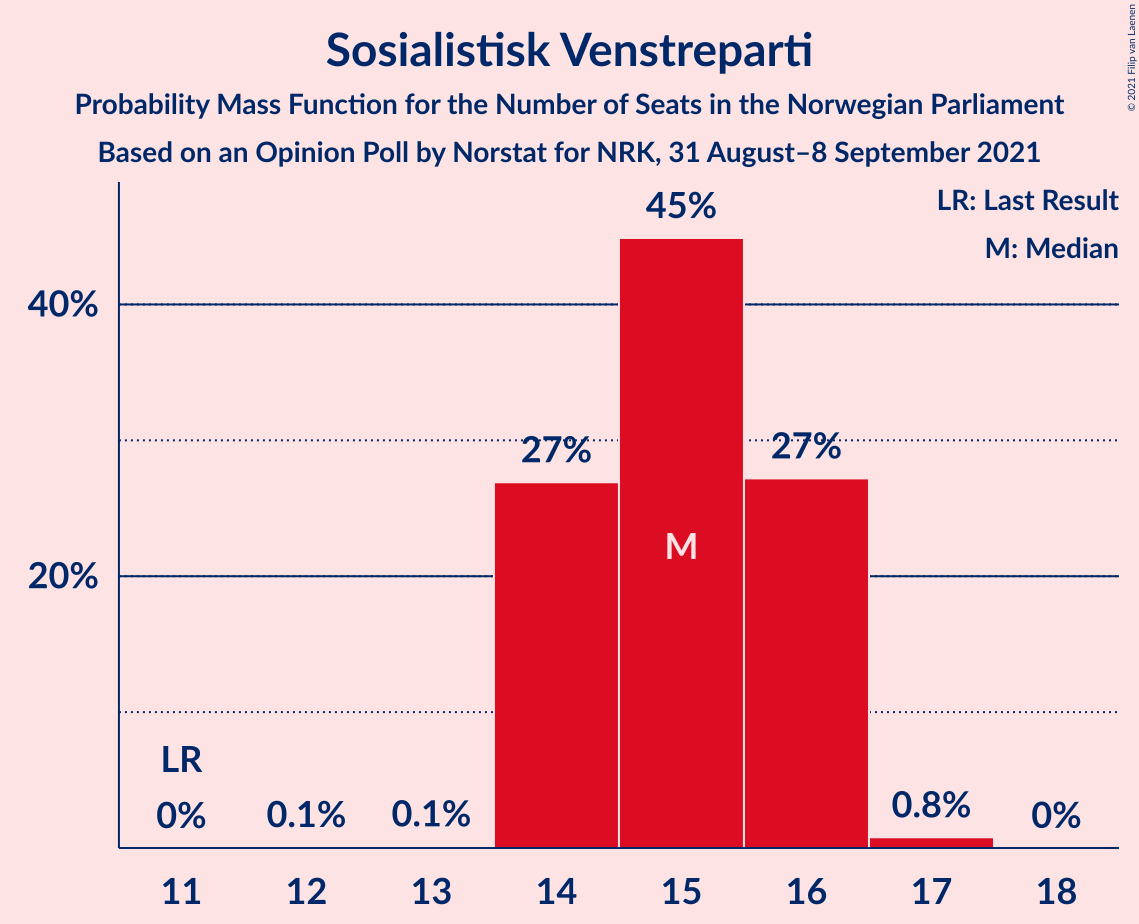 Sosialistisk Venstreparti
Probability Mass Function for the Number of Seats in the Norwegian Parliament
Based on an Opinion Poll by Norstat for NRK, 31 August–8 September 2021
© 2021 Filip van Laenen
LR: Last Result
M: Median
45%
40%
27%
27%
M
20%
LR
0%
0.1%
0.1%
0.8%
0%
11 12 13 14 15 16 17 18